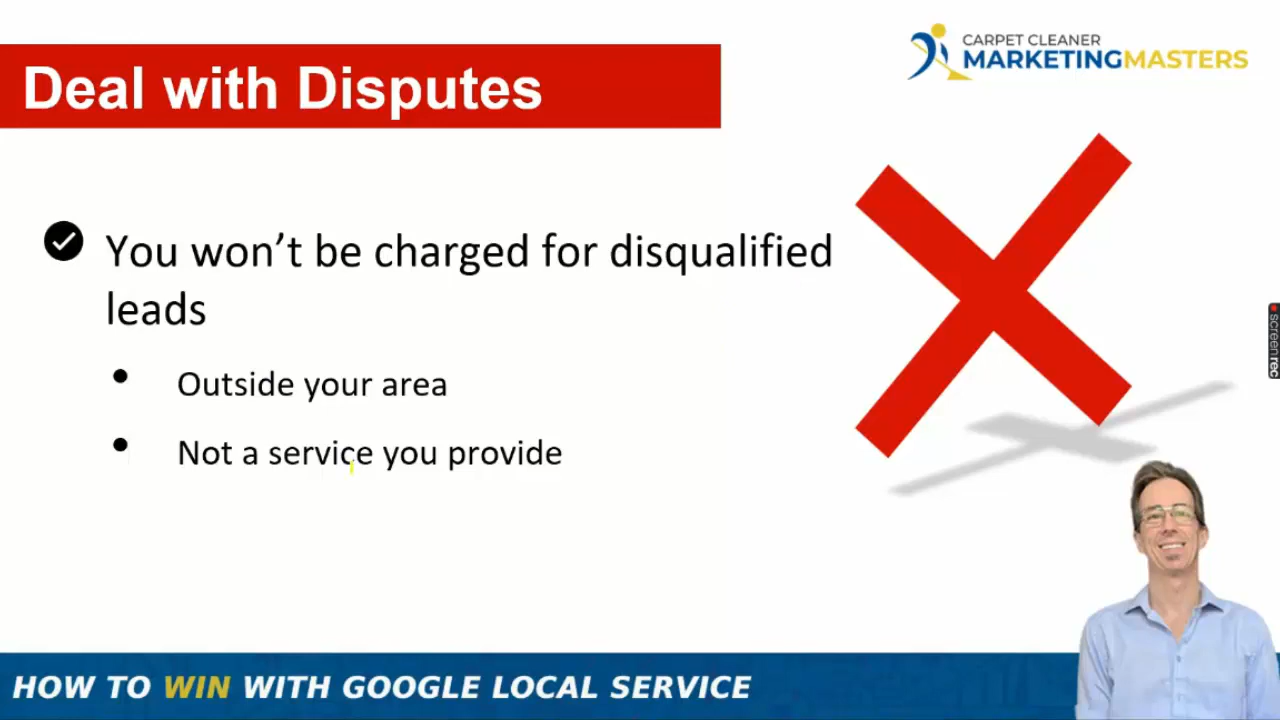 CARPET CLEANER
MARKETINGMASTERS
Deal with Disputes
You won’t be charged for disqualified
leads
• Outside your area
• Not a service you provide
screenrec
HOW TO WIN WITH GOOGLE LOCAL SERVICE